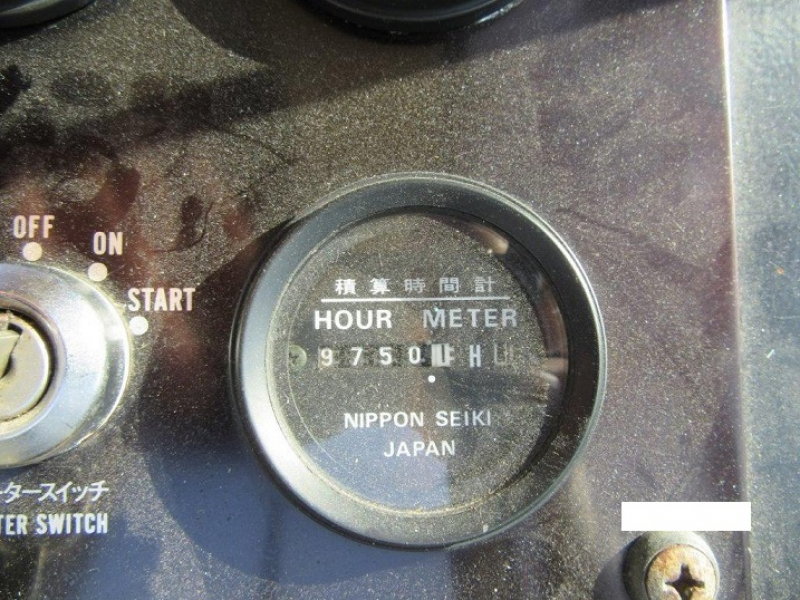 OFF
ON
START
積算時間計
HOUR METER
9750 H
NIPPON SEIKI
JAPAN
タースイッチ
TER SWITCH